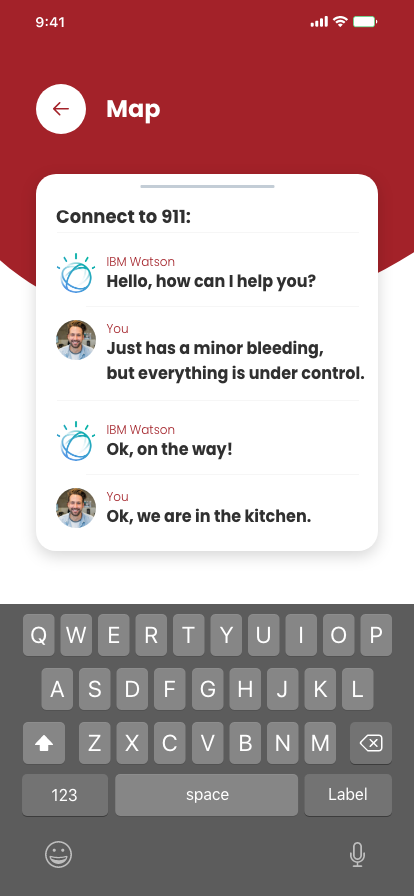 9:41
Map
Connect to 911:
IBM Watson
Hello, how can I help you?
You
Just has a minor bleeding,
but everything is under control.
IBM Watson
Ok, on the way!
You
Ok, we are in the kitchen.
Q W E R T Y U I O P
A S D F G H J K L
Z X C V B N M
123 space Label